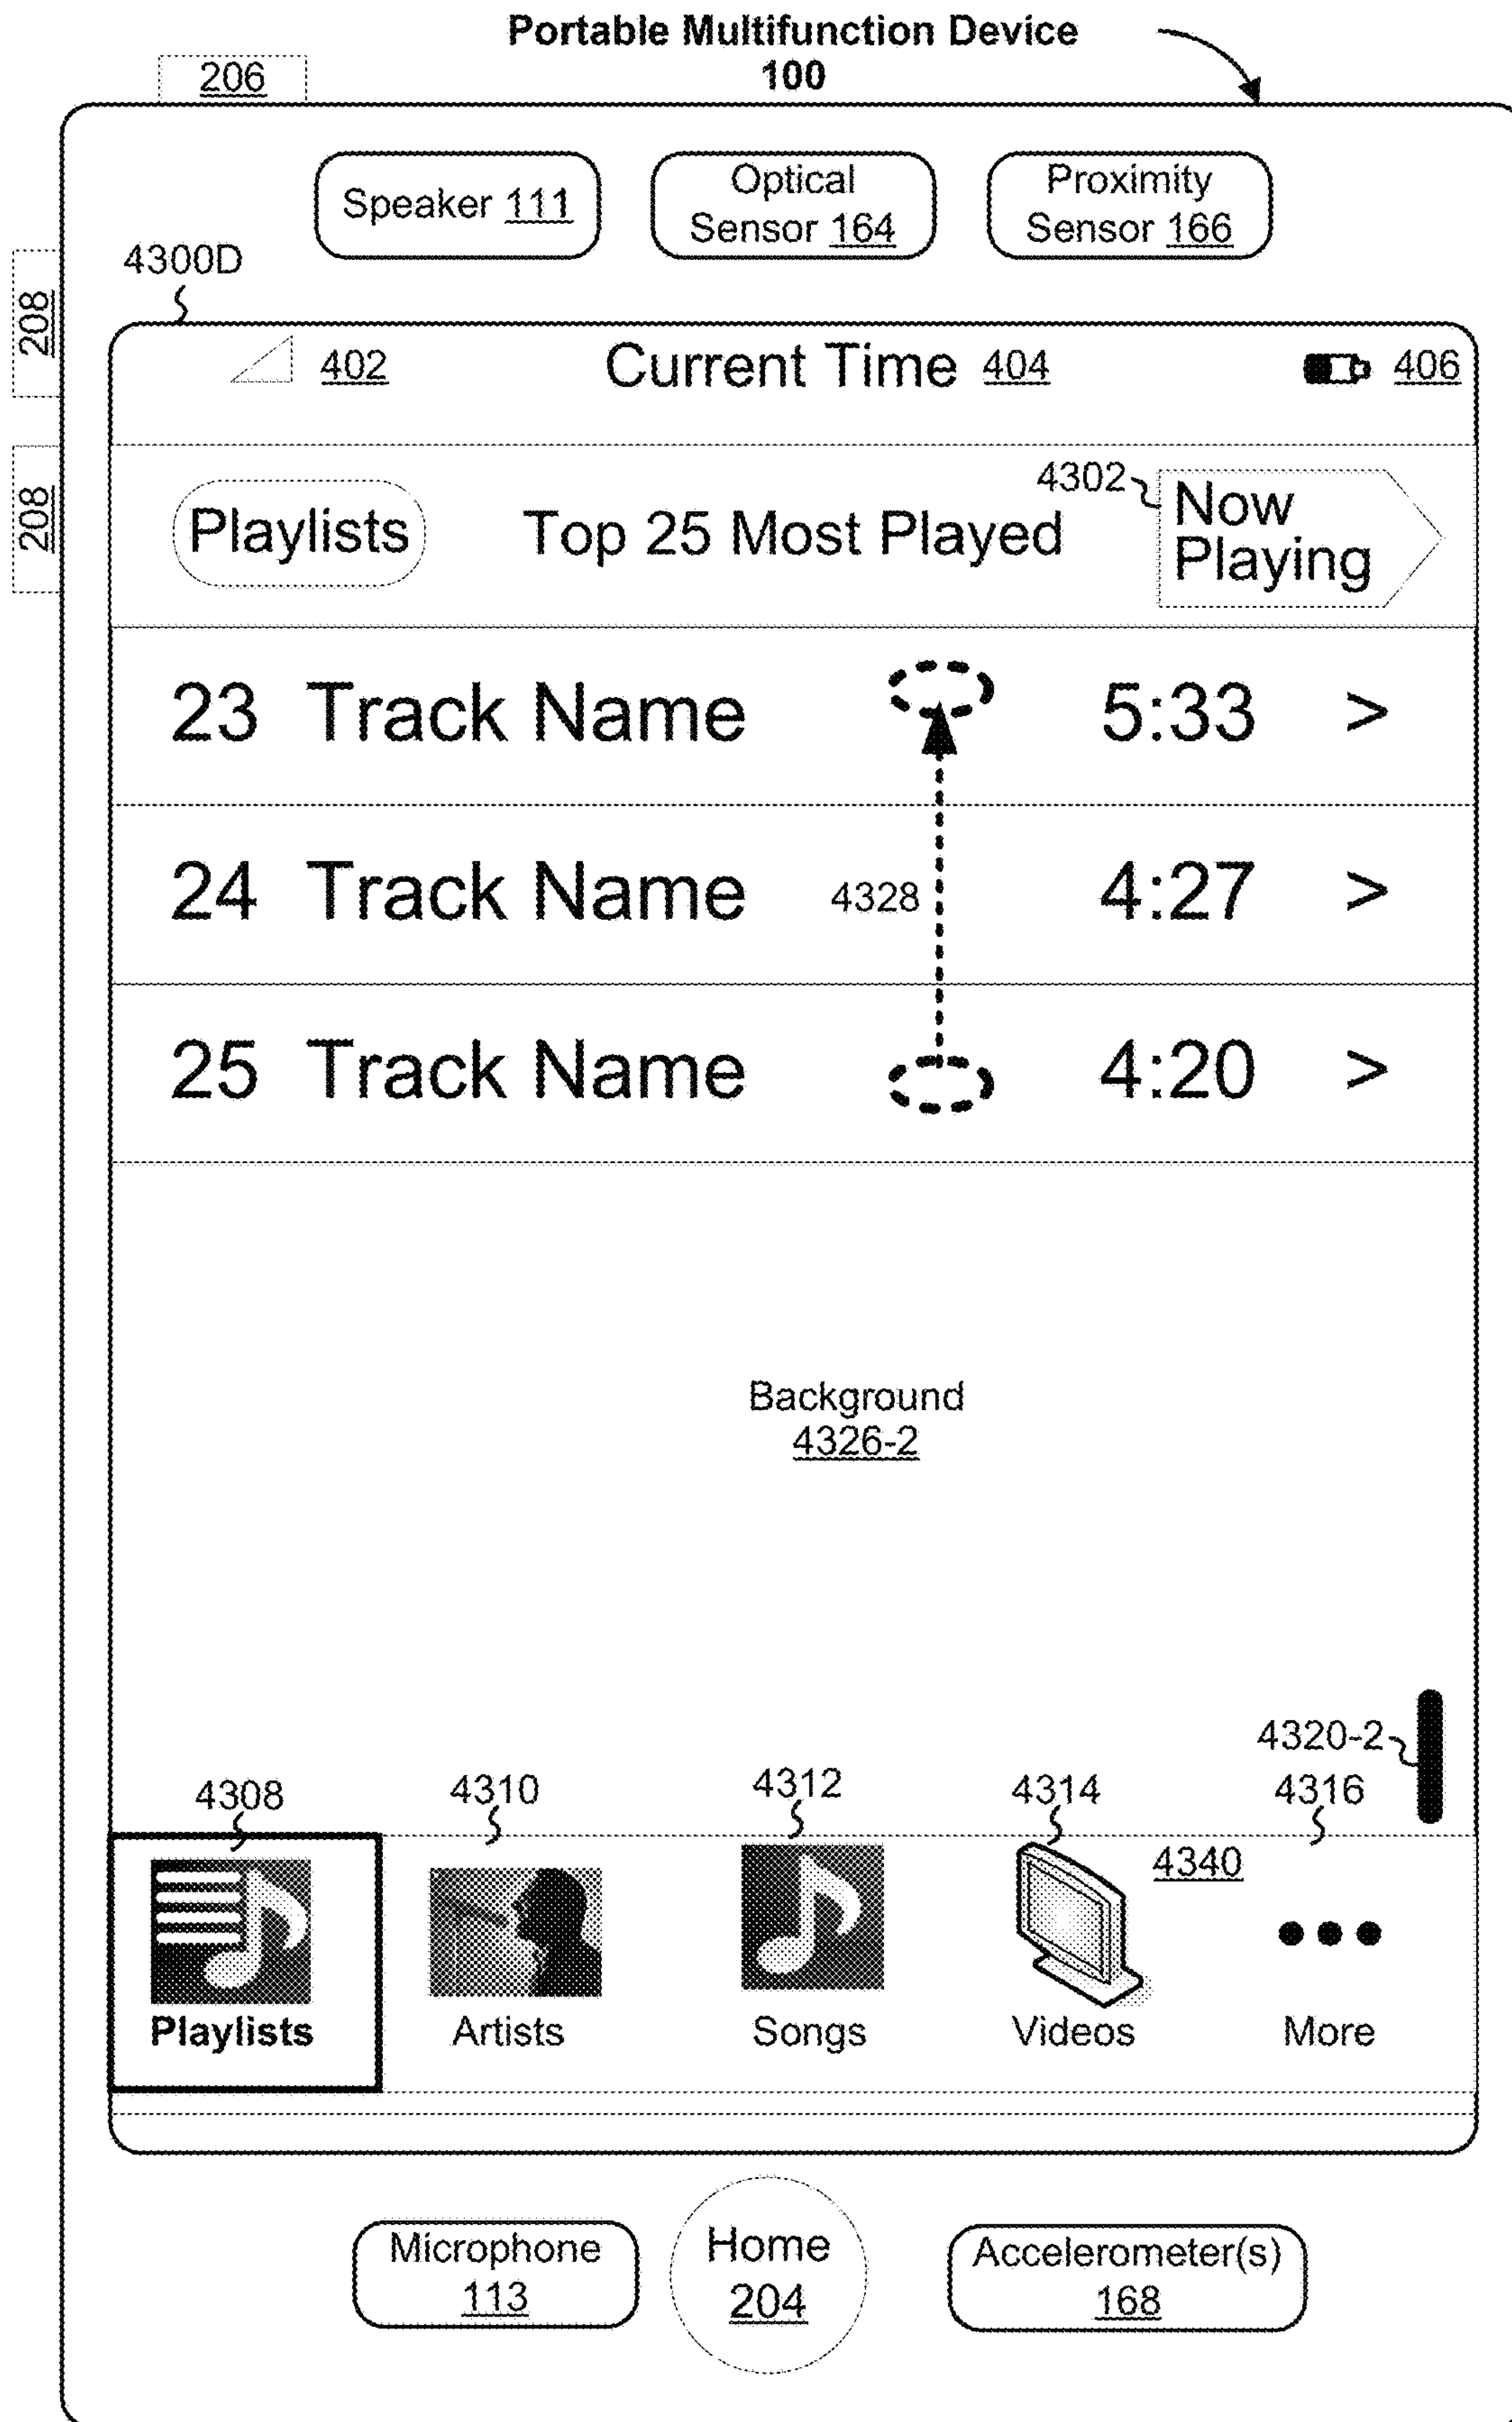 Portable Multifunction Device
100
206
Speaker 111
Optical
Sensor 164
Proximity
Sensor 166
4300D
208
208
402
Current Time 404
406
Playlists
Top 25 Most Played
4302
Now
Playing
23 Track Name 5:33 >
24 Track Name 4328 4:27 >
25 Track Name 4:20 >
Background
4326-2
4320-2
4308
4310
4312
4314
4316
4340
Playlists
Artists
Songs
Videos
More
Microphone
113
Home
204
Accelerometer(s)
168